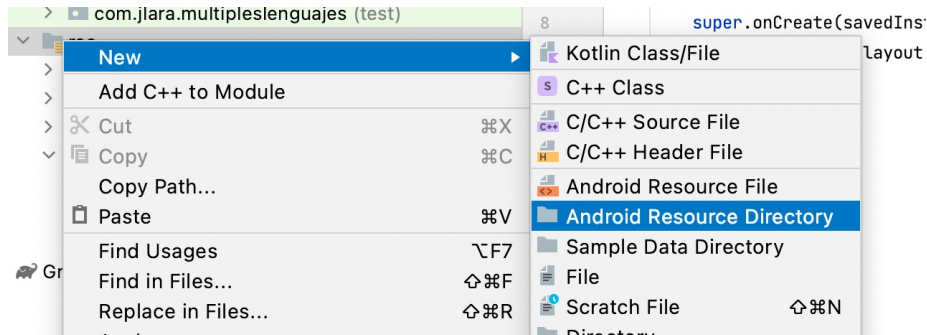 com.jlara.multipleslenguajes (test)
8
super.onCreate(savedInst
layout
New
Add C++ to Module
Cut ⌘X
Copy ⌘C
Copy Path...
Paste ⌘V
Find Usages ⌥F7
Find in Files... ⇧⌘F
Replace in Files... ⇧⌘R
Gr
Kotlin Class/File
C++ Class
C/C++ Source File
C/C++ Header File
Android Resource File
Android Resource Directory
Sample Data Directory
File
Scratch File ⇧⌘N
Directory